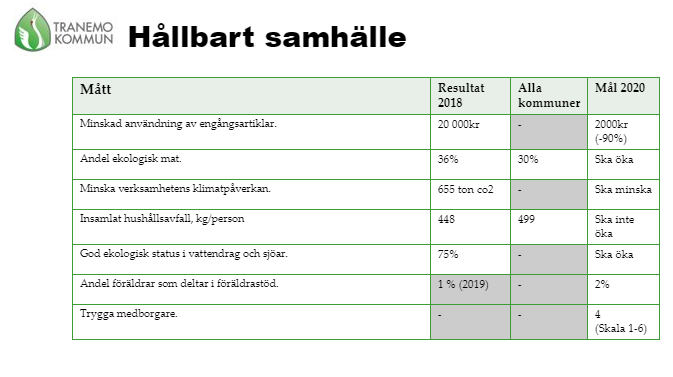 TRANEMO
KOMMUN
Hållbart samhälle
Mått Resultat 2018 Alla kommuner Mål 2020
Minskad användning av engångsartiklar. 20 000kr - 2000kr (-90%)
Andel ekologisk mat. 36% 30% Ska öka
Minska verksamhetens klimatpåverkan. 655 ton co2 - Ska minska
Insamlat hushållsavfall, kg/person 448 499 Ska inte öka
God ekologisk status i vattendrag och sjöar. 75% - Ska öka
Andel föräldrar som deltar i föräldrastöd. 1 % (2019) - 2%
Trygga medborgare. - - 4 (Skala 1-6)